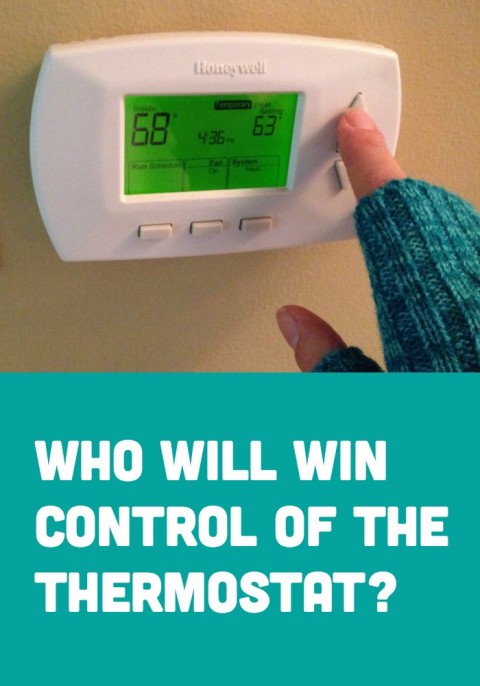 Honeywell
Inside Temporary Heat Setting
68° 4:36 PM 63°
Run Schedule Fan System
On Heat
WHO WILL WIN
CONTROL OF THE
THERMOSTAT?